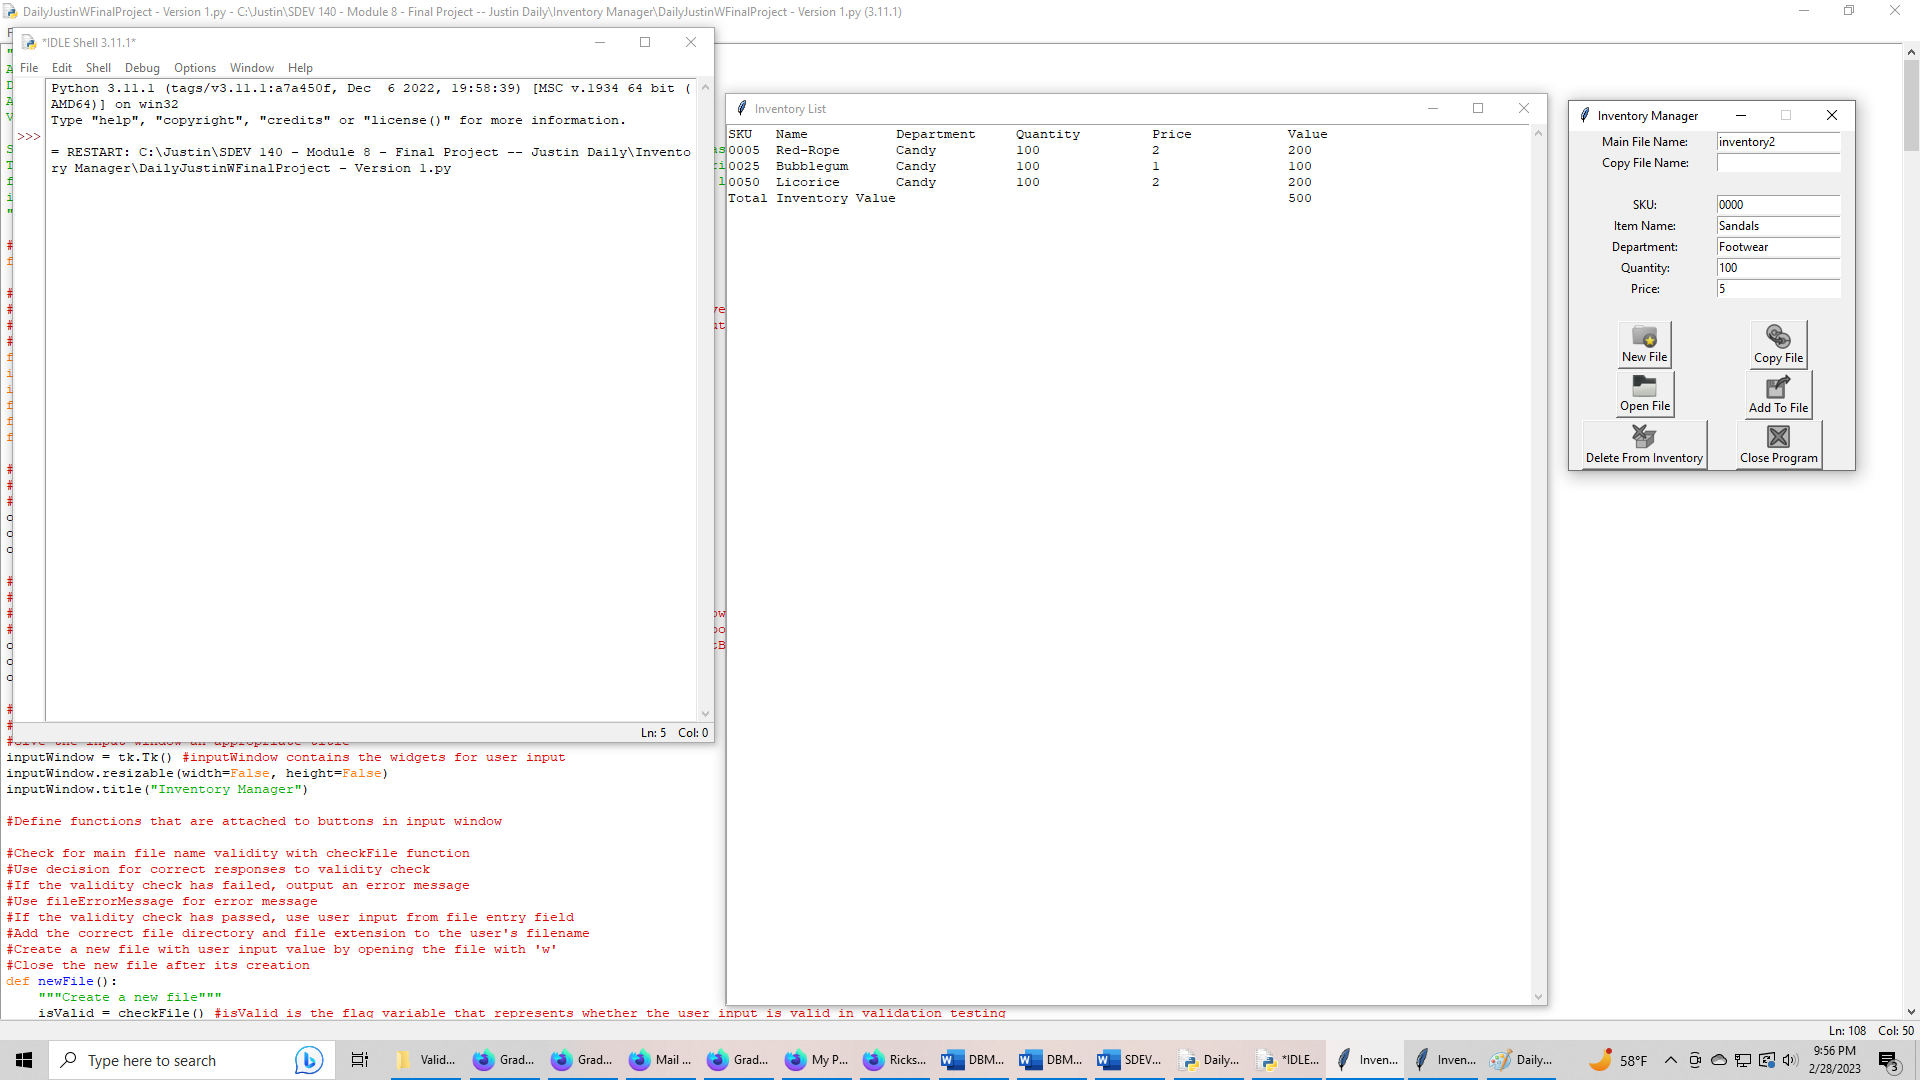 DailyJustinWFinalProject - Version 1.py - C:\Justin\SDEV 140 - Module 8 - Final Project -- Justin Daily\Inventory Manager\DailyJustinWFinalProject - Version 1.py (3.11.1)
*IDLE Shell 3.11.1*
File Edit Shell Debug Options Window Help
Python 3.11.1 (tags/v3.11.1:a7a450f, Dec  6 2022, 19:58:39) [MSC v.1934 64 bit (
AMD64)] on win32
Type "help", "copyright", "credits" or "license()" for more information.
>>>
= RESTART: C:\Justin\SDEV 140 - Module 8 - Final Project -- Justin Daily\Invento
ry Manager\DailyJustinWFinalProject - Version 1.py
Ln: 5 Col: 0
Inventory List
SKU Name Department Quantity Price Value
0005 Red-Rope Candy 100 2 200
0025 Bubblegum Candy 100 1 100
0050 Licorice Candy 100 2 200
Total Inventory Value 500
Inventory Manager
Main File Name: inventory2
Copy File Name:
SKU: 0000
Item Name: Sandals
Department: Footwear
Quantity: 100
Price: 5
New File Copy File
Open File Add To File
Delete From Inventory Close Program
inputWindow = tk.Tk() #inputWindow contains the widgets for user input
inputWindow.resizable(width=False, height=False)
inputWindow.title("Inventory Manager")
#Define functions that are attached to buttons in input window
#Check for main file name validity with checkFile function
#Use decision for correct responses to validity check
#If the validity check has failed, output an error message
#Use fileErrorMessage for error message
#If the validity check has passed, use user input from file entry field
#Add the correct file directory and file extension to the user's filename
#Create a new file with user input value by opening the file with 'w'
#Close the new file after its creation
def newFile():
"""Create a new file"""
isValid = checkFile() #isValid is the flag variable that represents whether the user input is valid in validation testing
Ln: 108 Col: 50
Type here to search
Valid... Grad... Grad... Mail ... Grad... My P... Ricks... DBM... DBM... SDEV... Daily... *IDLE... Inven... Inven... Daily...
58°F
9:56 PM
2/28/2023
3